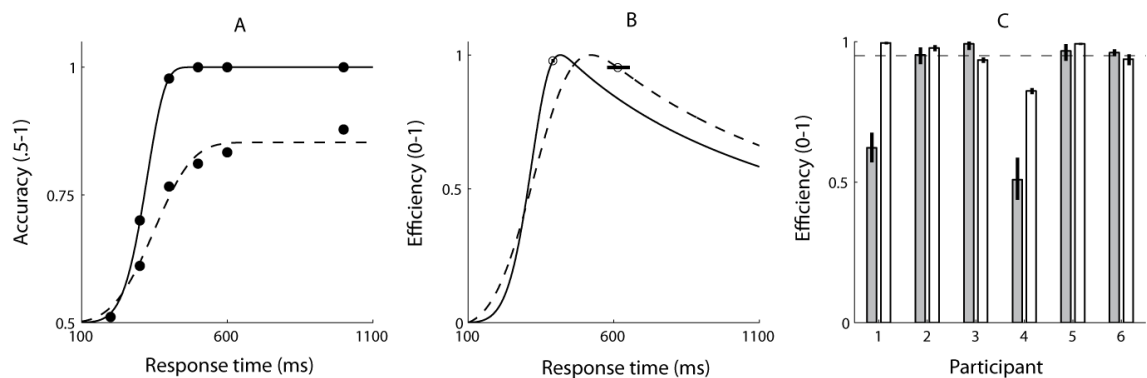 A
B
C
Accuracy (.5-1)
1
0.75
0.5
100
600
1100
Response time (ms)
Efficiency (0-1)
1
0.5
0
100
600
1100
Response time (ms)
Efficiency (0-1)
1
0.5
0
1 2 3 4 5 6
Participant